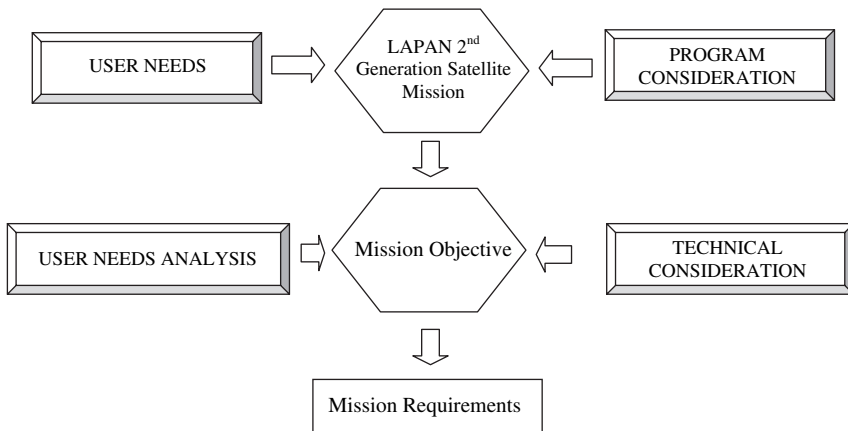 USER NEEDS
LAPAN 2nd
Generation Satellite
Mission
PROGRAM
CONSIDERATION
USER NEEDS ANALYSIS
Mission Objective
TECHNICAL
CONSIDERATION
Mission Requirements